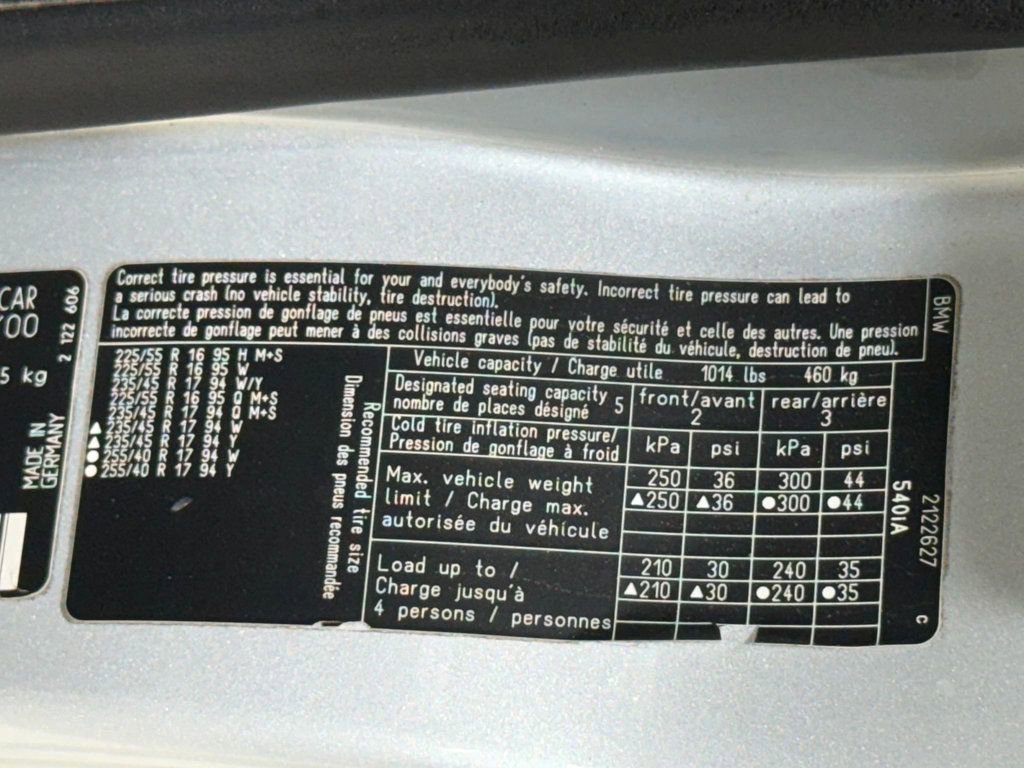 CAR
700
5 kg
2 122 606
MADE IN
GERMANY
Correct tire pressure is essential for your and everybody's safety. Incorrect tire pressure can lead to
a serious crash (no vehicle stability, tire destruction).
La correcte pression de gonflage de pneus est essentielle pour votre sécurité et celle des autres. Une pression
incorrecte de gonflage peut mener à des collisions graves (pas de stabilité du véhicule, destruction de pneu).
225/55 R 16 95 H M+S
225/55 R 16 95 W
235/45 R 17 94 W/Y
225/55 R 16 95 Q M+S
235/45 R 17 94 Q M+S
▲235/45 R 17 94 W
▲235/45 R 17 94 Y
●255/40 R 17 94 W
●255/40 R 17 94 Y
Recommended tire size
Dimension des pneus recommandée
Vehicle capacity / Charge utile 1014 lbs 460 kg
Designated seating capacity
nombre de places désigné 5
front/avant
2
rear/arrière
3
Cold tire inflation pressure/
Pression de gonflage à froid
kPa psi kPa psi
Max. vehicle weight
limit / Charge max.
autorisée du véhicule
250 36 300 44
▲250 ▲36 ●300 ●44
Load up to /
Charge jusqu'à
4 persons / personnes
210 30 240 35
▲210 ▲30 ●240 ●35
BMW
540IA
2122627
c